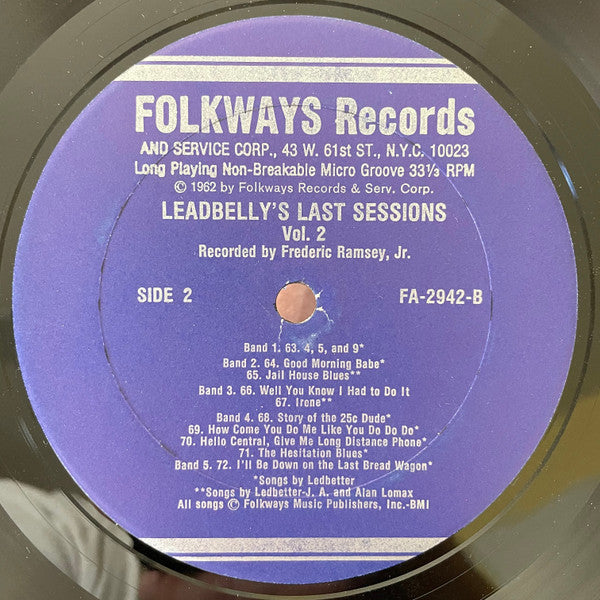 FOLKWAYS Records
AND SERVICE CORP., 43 W. 61st ST., N.Y.C. 10023
Long Playing Non-Breakable Micro Groove 33⅓ RPM
© 1962 by Folkways Records & Serv. Corp.
LEADBELLY'S LAST SESSIONS
Vol. 2
Recorded by Frederic Ramsey, Jr.
SIDE 2 FA-2942-B
Band 1. 63. 4, 5, and 9*
Band 2. 64. Good Morning Babe*
65. Jail House Blues**
Band 3. 66. Well You Know I Had to Do It
67. Irene**
Band 4. 68. Story of the 25c Dude*
69. How Come You Do Me Like You Do Do Do*
70. Hello Central, Give Me Long Distance Phone*
71. The Hesitation Blues*
Band 5. 72. I'll Be Down on the Last Bread Wagon*
*Songs by Ledbetter
**Songs by Ledbetter-J. A. and Alan Lomax
All songs © Folkways Music Publishers, Inc.-BMI